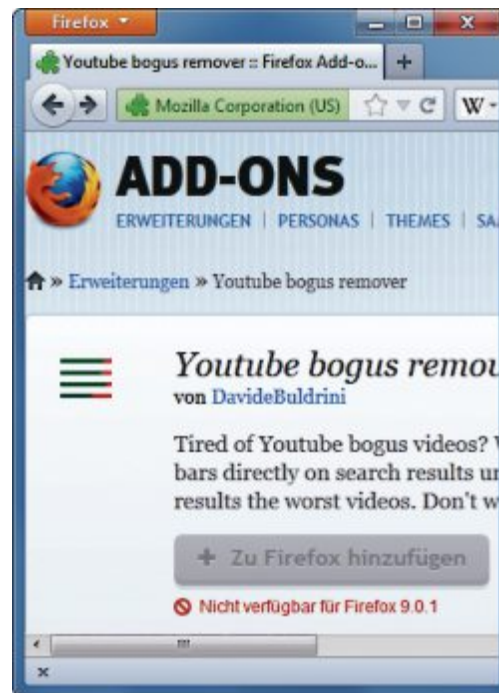 Firefox
Youtube bogus remover :: Firefox Add-o...
Mozilla Corporation (US)
W
ADD-ONS
ERWEITERUNGEN | PERSONAS | THEMES | SA
» Erweiterungen » Youtube bogus remover
Youtube bogus remov
von DavideBuldrini
Tired of Youtube bogus videos?
bars directly on search results
results the worst videos. Don't w
+ Zu Firefox hinzufügen
Nicht verfügbar für Firefox 9.0.1